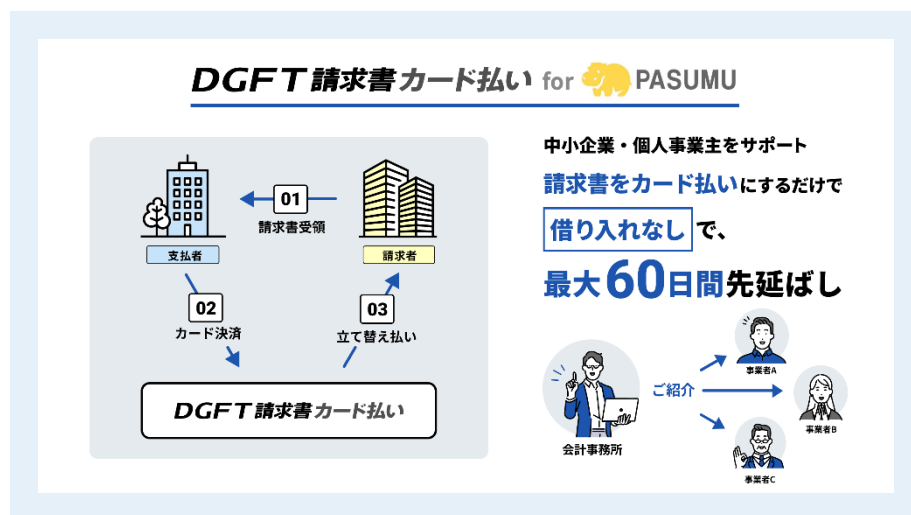 DGFT請求書カード払い for PASUMU
01
請求書受領
支払者
請求者
02
カード決済
03
立て替え払い
DGFT請求書カード払い
中小企業・個人事業主をサポート
請求書をカード払いにするだけで
借り入れなしで、
最大60日間先延ばし
会計事務所
ご紹介
事業者A
事業者B
事業者C